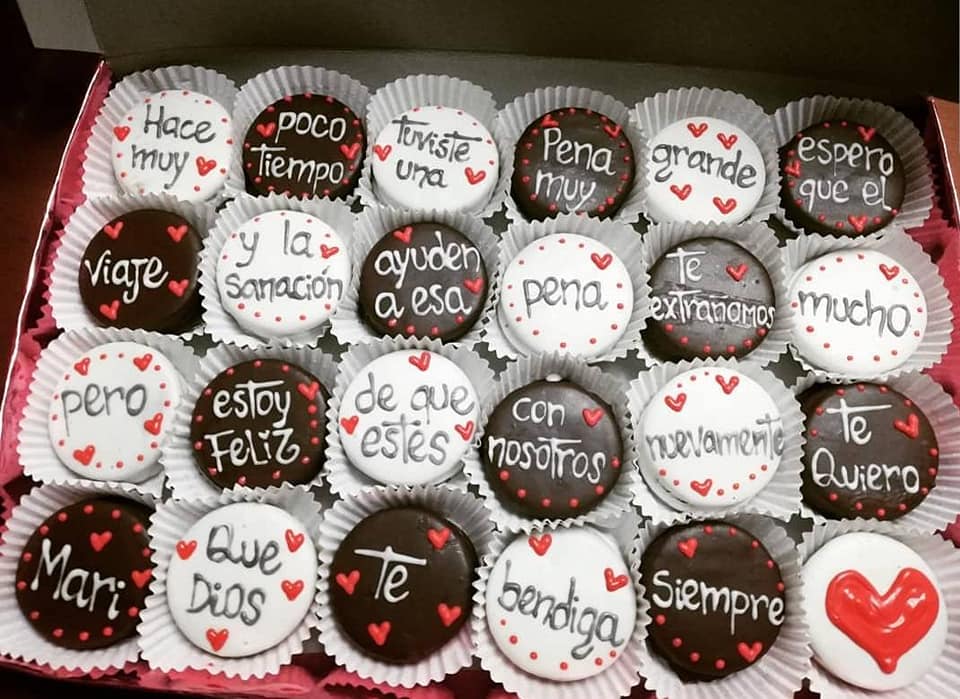 Hace
muy
poco
Tiempo
Tuviste
una
Pena
muy
grande
espero
que el
viaje
y la
sanación
ayuden
a esa
pena
Te
extrañamos
mucho
pero
estoy
FeLiz
de que
estés
con
nosotros
nuevamente
Te
Quiero
Mari
Que
Dios
Te
bendiga
Siempre